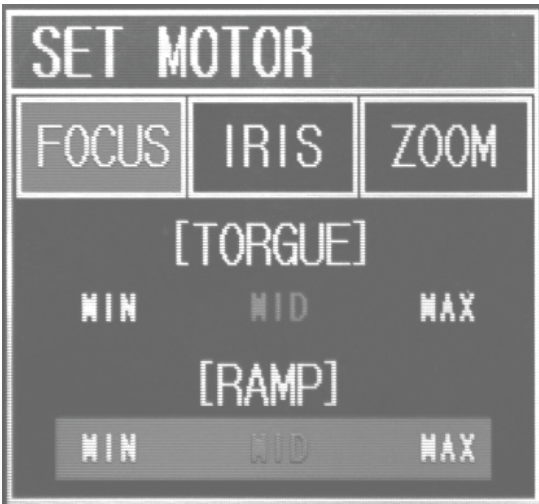 SET MOTOR
FOCUS IRIS ZOOM
[TORGUE]
MIN MID MAX
[RAMP]
MIN MID MAX